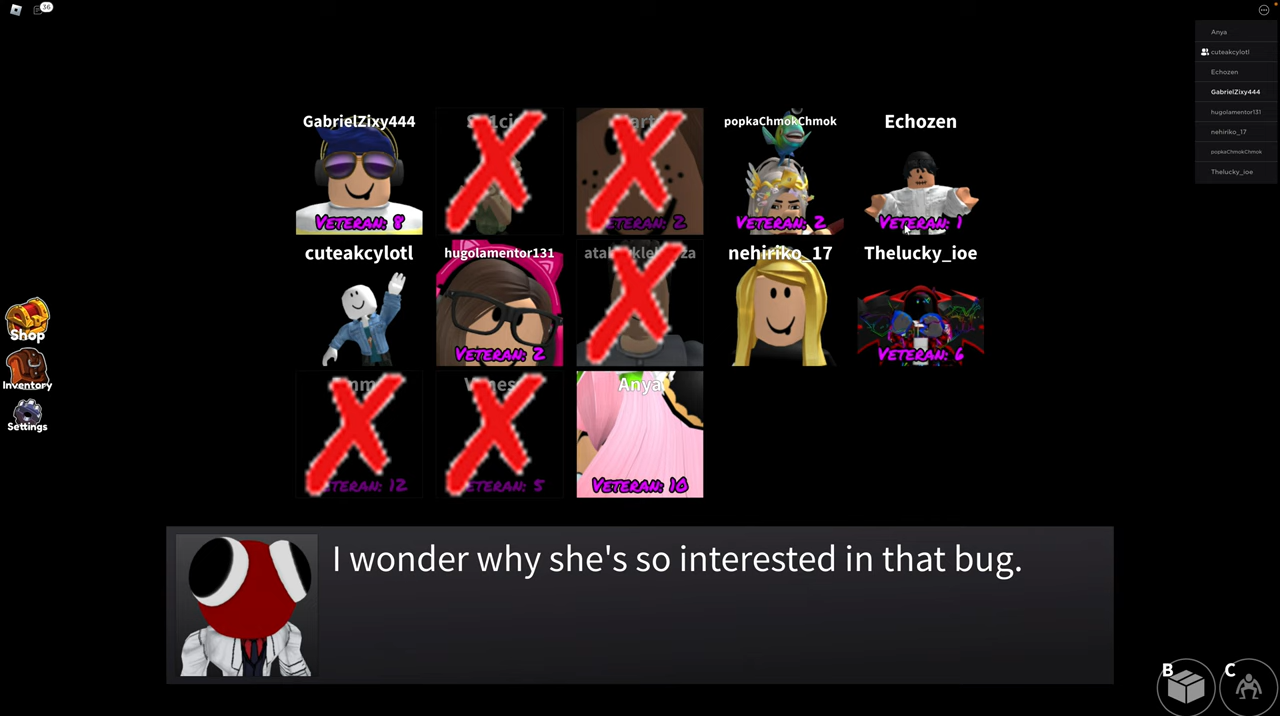 36
Anya
cuteakcylotl
Echozen
GabrielZixy444
hugolamentor131
nehiriko_17
popkaChmokChmok
Thelucky_ioe
GabrielZixy444
popkaChmokChmok
Echozen
Veteran: 8
Veteran: 2
Veteran: 2
Veteran: 1
cuteakcylotl
hugolamentor131
nehiriko_17
Thelucky_ioe
Veteran: 2
Veteran: 6
Anya
Veteran: 12
Veteran: 5
Veteran: 10
Shop
Inventory
Settings
I wonder why she's so interested in that bug.
B
C